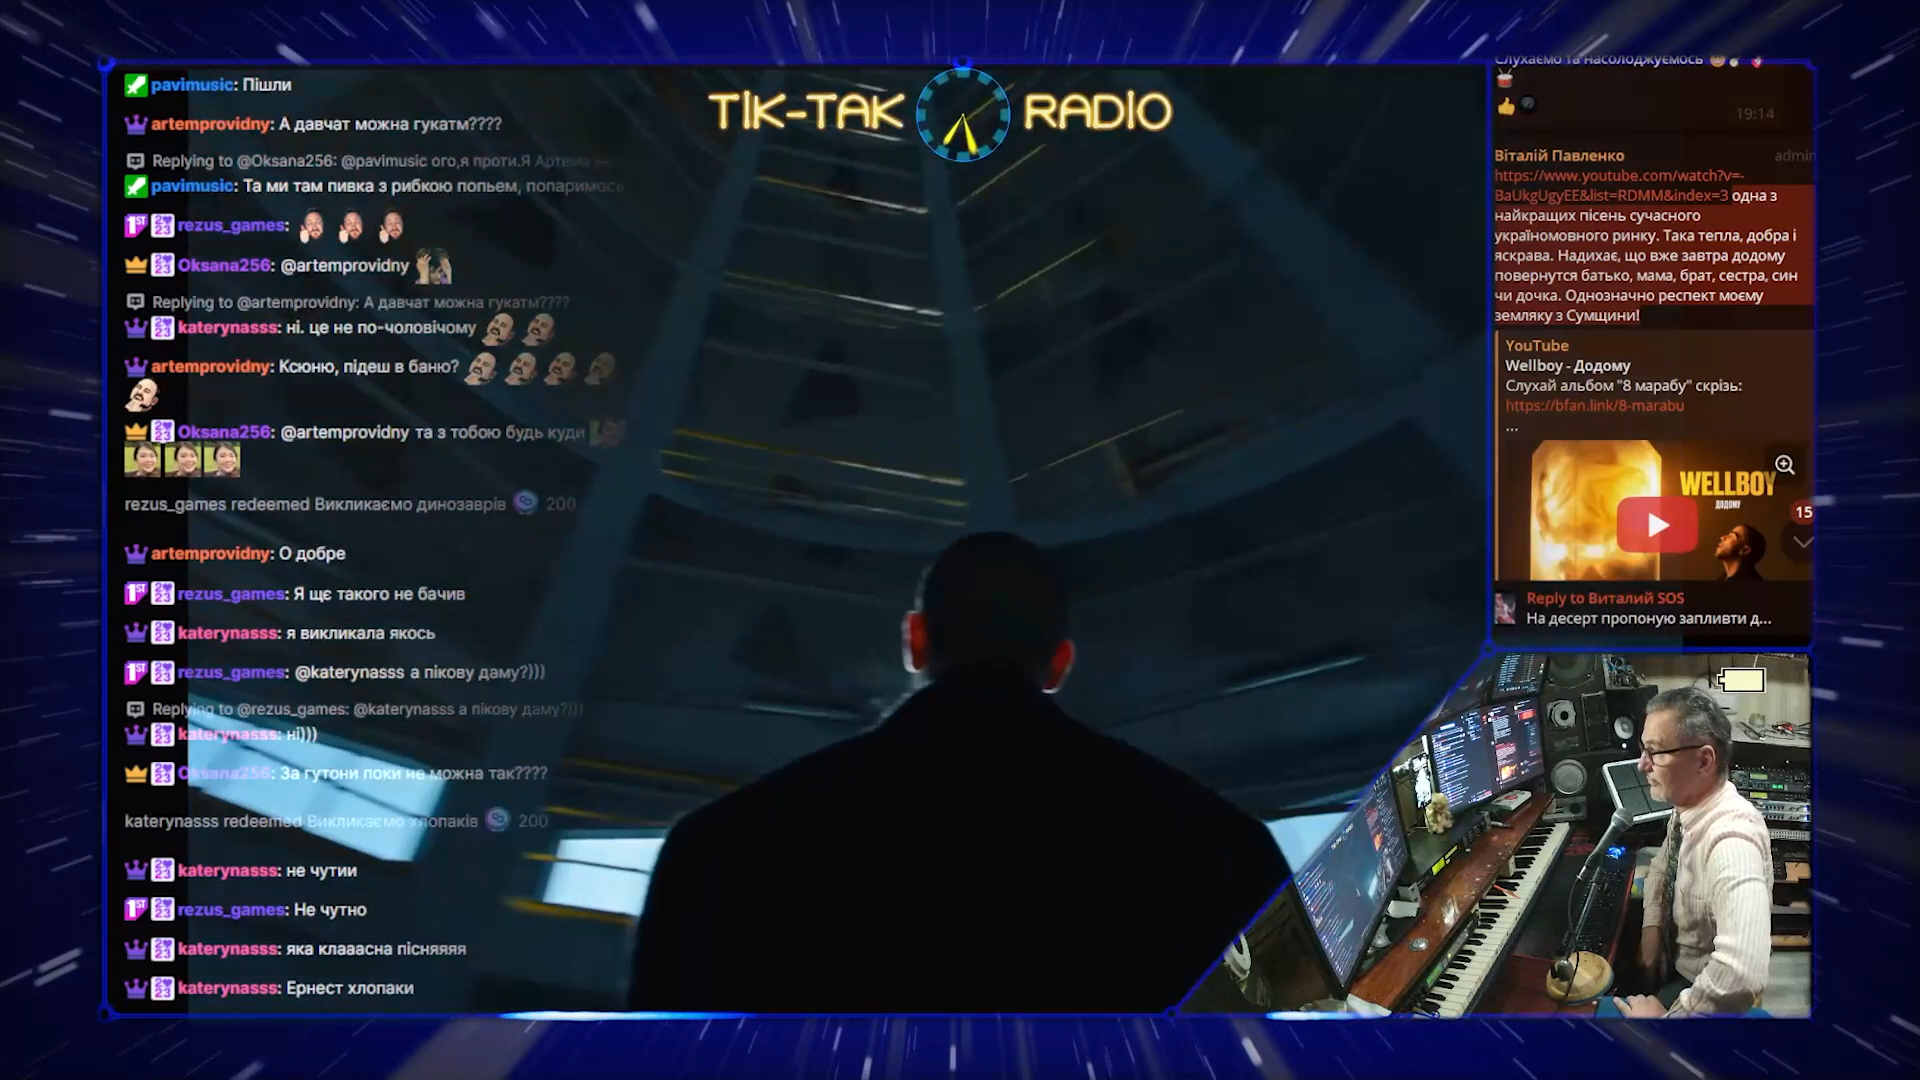 pavimusic: Пішли
artemprovidny: А давчат можна гукатм????
Replying to @Oksana256: @pavimusic ого,я проти.Я Артема —
pavimusic: Та ми там пивка з рибкою попьем, попаримось
rezus_games:
Oksana256: @artemprovidny
Replying to @artemprovidny: А давчат можна гукатм????
katerynasss: ні. це не по-чоловічому
artemprovidny: Ксюню, підеш в баню?
Oksana256: @artemprovidny та з тобою будь куди
rezus_games redeemed Викликаємо динозаврів 200
artemprovidny: О добре
rezus_games: Я ще такого не бачив
katerynasss: я викликала якось
rezus_games: @katerynasss а пікову даму?)))
Replying to @rezus_games: @katerynasss а пікову даму?)))
katerynasss: ні)))
Oksana256: За гутони поки не можна так????
katerynasss redeemed Викликаємо хлопаків 200
katerynasss: не чутии
rezus_games: Не чутно
katerynasss: яка клааасна пісняяяя
katerynasss: Ернест хлопаки
TIK-TAK RADIO
Слухаємо та насолоджуємось
19:14
Віталій Павленко admin
https://www.youtube.com/watch?v=-
BaUkgUgyEE&list=RDMM&index=3 одна з
найкращих пісень сучасного
україномовного ринку. Така тепла, добра і
яскрава. Надихає, що вже завтра додому
повернутся батько, мама, брат, сестра, син
чи дочка. Однозначно респект моєму
земляку з Сумщини!
YouTube
Wellboy - Додому
Слухай альбом "8 марабу" скрізь:
https://bfan.link/8-marabu
...
WELLBOY
ДОДОМУ
15
Reply to Виталий SOS
На десерт пропоную запливти д...